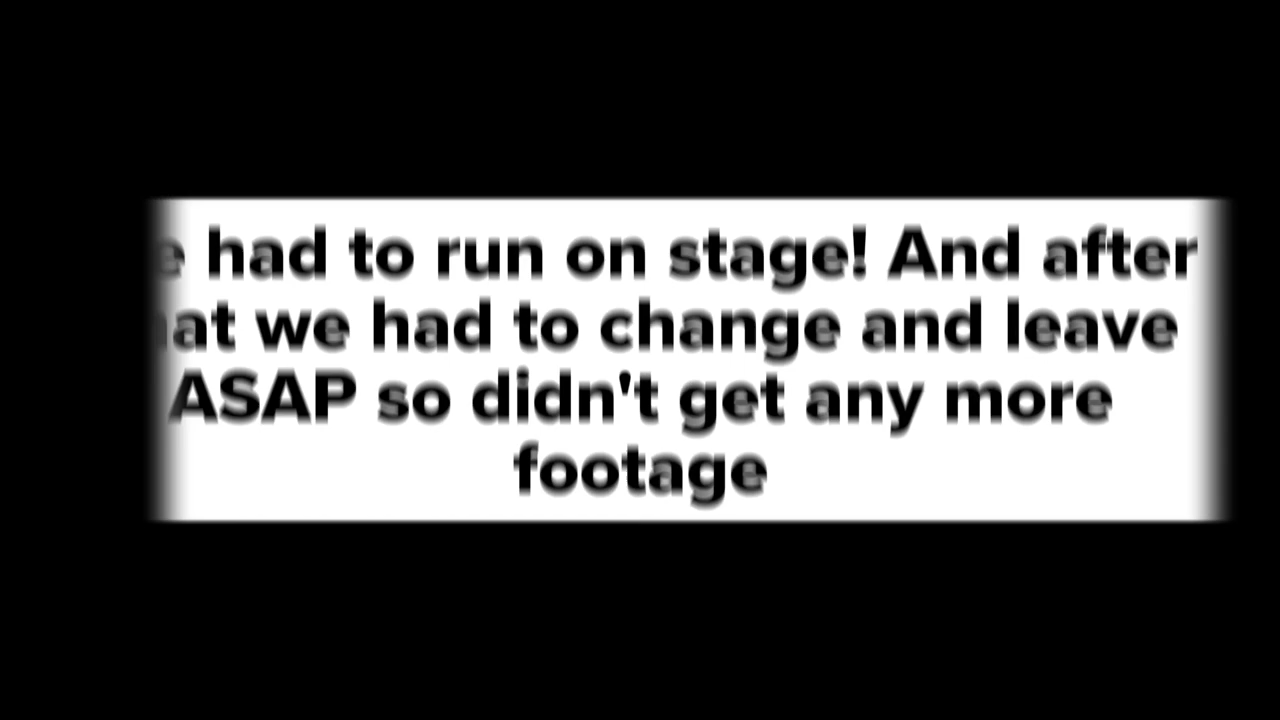 had to run on stage! And after
we had to change and leave
ASAP so didn't get any more
footage